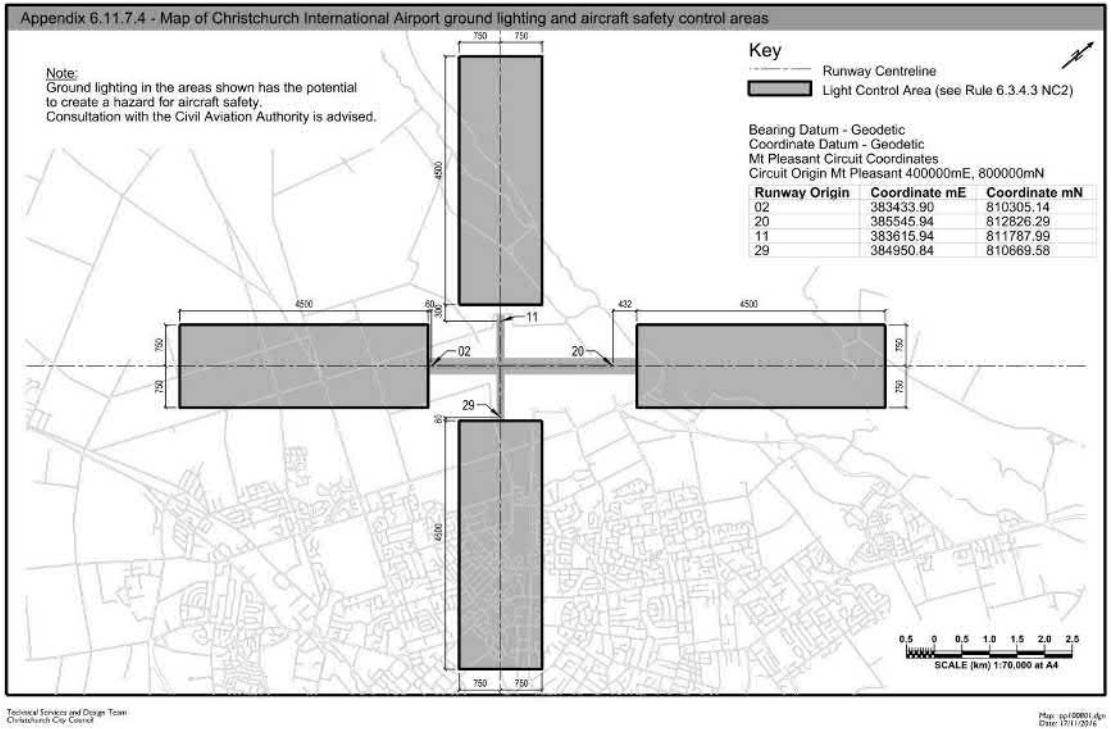 Appendix 6.11.7.4 - Map of Christchurch International Airport ground lighting and aircraft safety control areas
750 750
Note:
Ground lighting in the areas shown has the potential
to create a hazard for aircraft safety.
Consultation with the Civil Aviation Authority is advised.
Key
Runway Centreline
Light Control Area (see Rule 6.3.4.3 NC2)
Bearing Datum - Geodetic
Coordinate Datum - Geodetic
Mt Pleasant Circuit Coordinates
Circuit Origin Mt Pleasant 400000mE, 800000mN
Runway Origin Coordinate mE Coordinate mN
02 383433.90 810305.14
20 385545.94 812826.29
11 383615.94 811787.99
29 384950.84 810669.58
4500
4500 60 300 11 432 4500
750 02 20 750
750 29 750
60
4500
750 750
0.5 0 0.5 1.0 1.5 2.0 2.5
SCALE (km) 1:70,000 at A4
Technical Services and Design Team
Christchurch City Council
Map: pp100801.dgn
Date: 17/11/2016